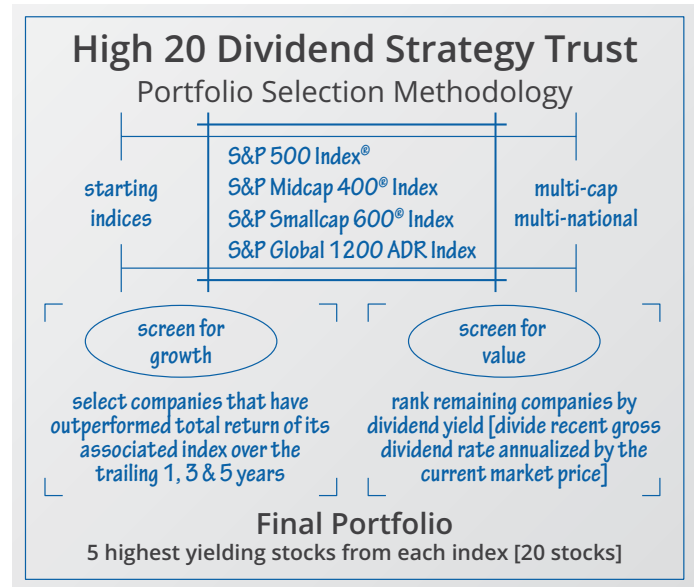 High 20 Dividend Strategy Trust
Portfolio Selection Methodology
starting
indices
S&P 500 Index®
S&P Midcap 400® Index
S&P Smallcap 600® Index
S&P Global 1200 ADR Index
multi-cap
multi-national
screen for
growth
select companies that have
outperformed total return of its
associated index over the
trailing 1, 3 & 5 years
screen for
value
rank remaining companies by
dividend yield [divide recent gross
dividend rate annualized by the
current market price]
Final Portfolio
5 highest yielding stocks from each index [20 stocks]